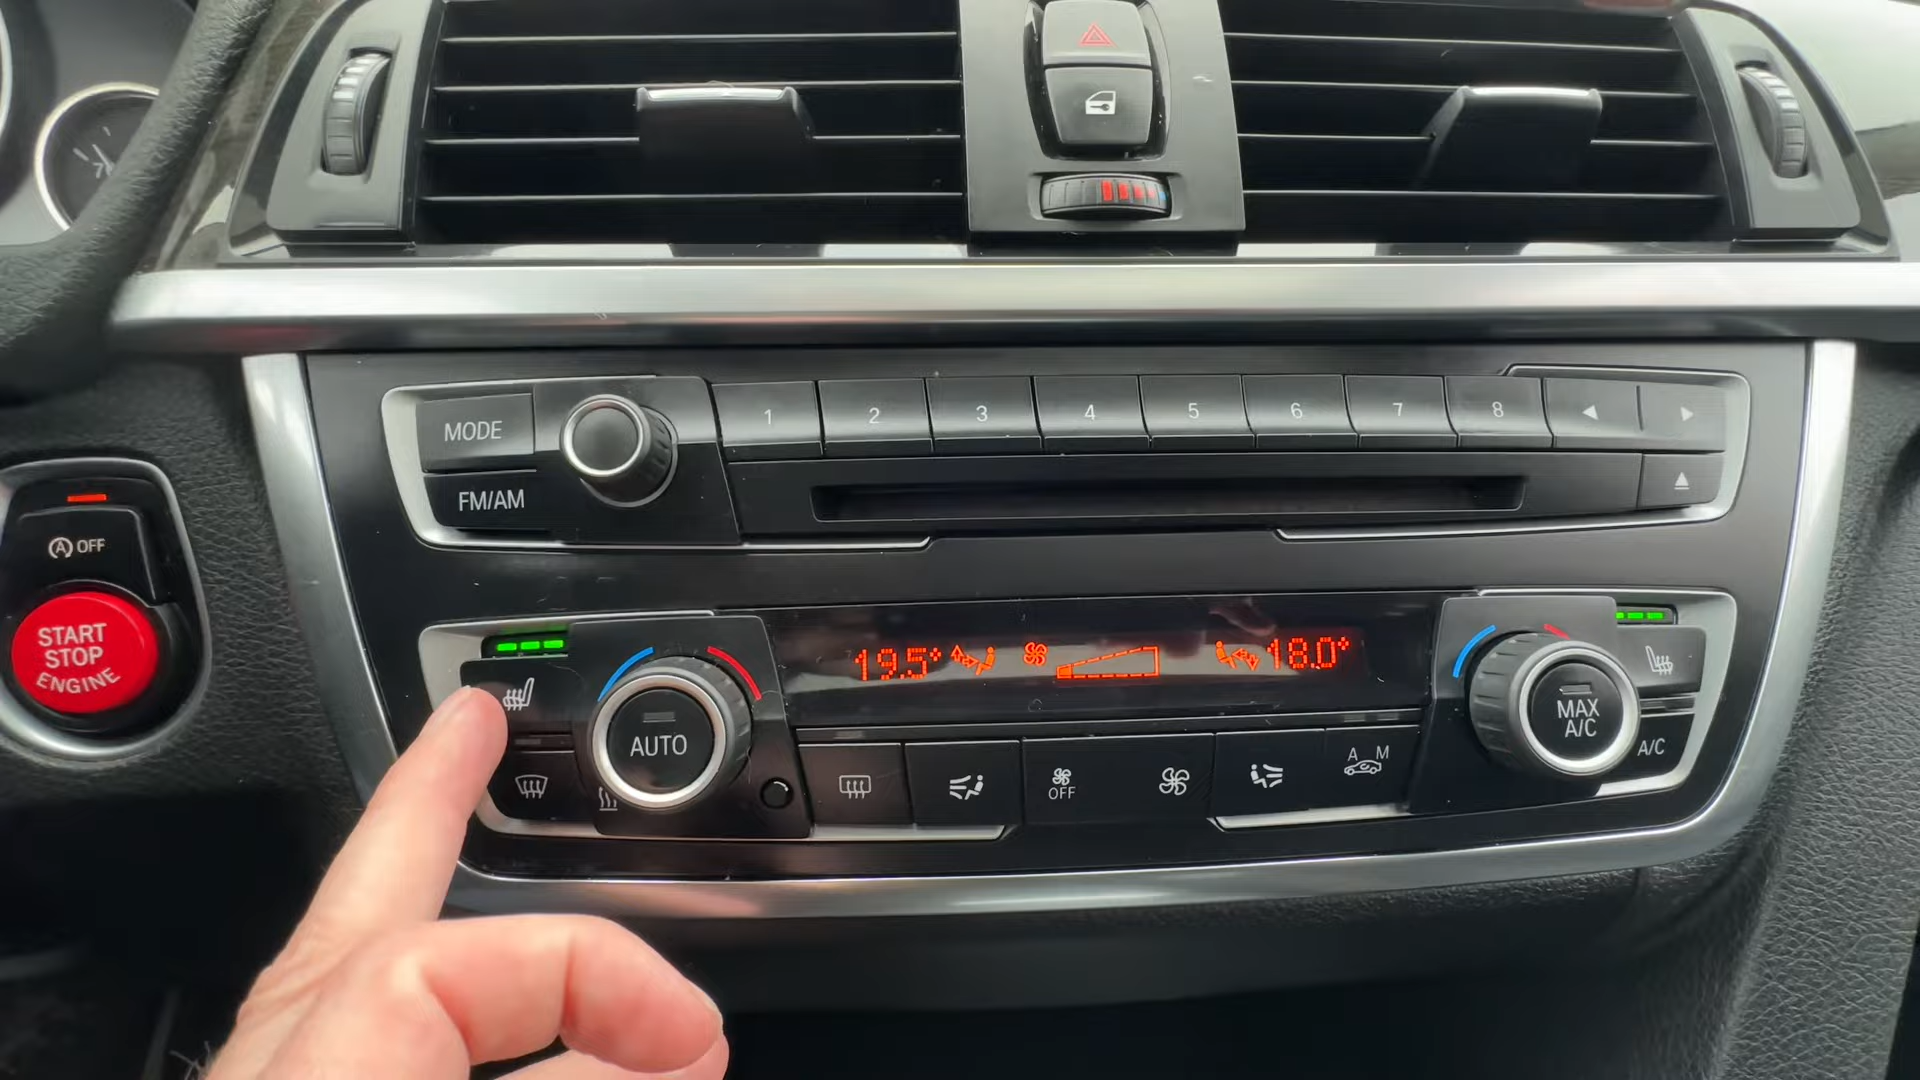 MODE
1 2 3 4 5 6 7 8
FM/AM
A OFF
START
STOP
ENGINE
19.5° 18.0°
AUTO
MAX
A/C
A/C
OFF
A M